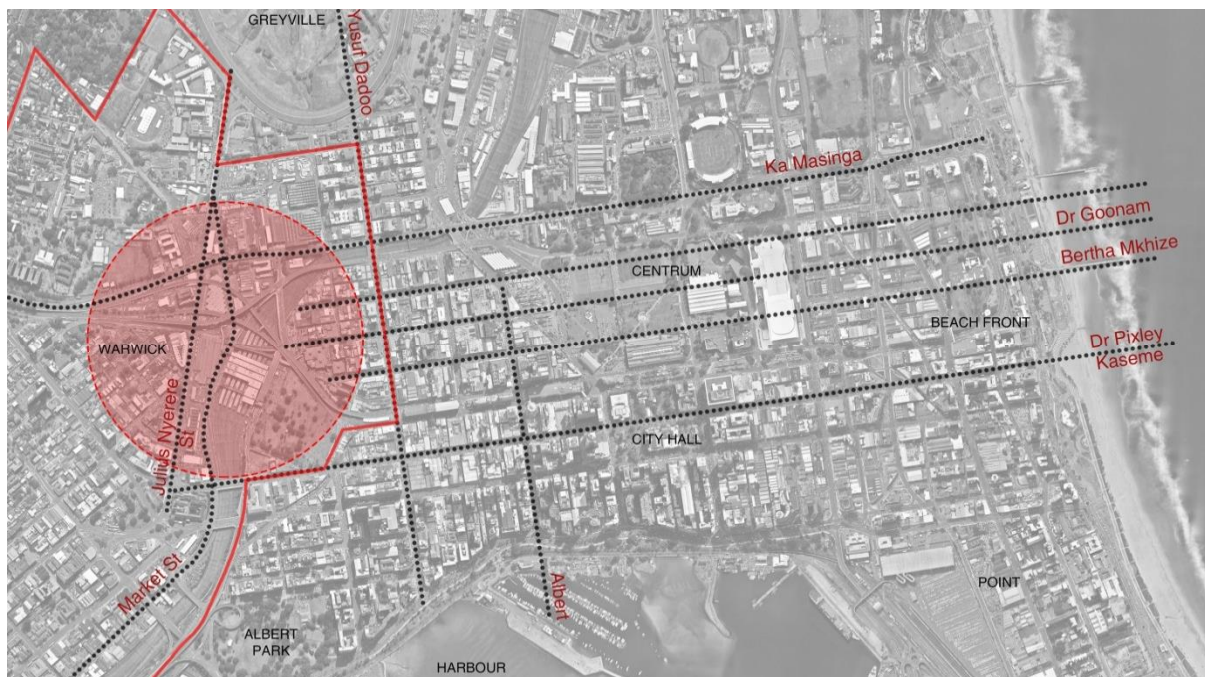 GREYVILLE
Yusuf Dadoo
Ka Masinga
Dr Goonam
Bertha Mkhize
CENTRUM
BEACH FRONT
WAHWICK
Dr Pixley
Kaseme
Julius Nyerere
St
CITY HALL
Market St
Albert
POINT
ALBERT
PARK
HARBOUR